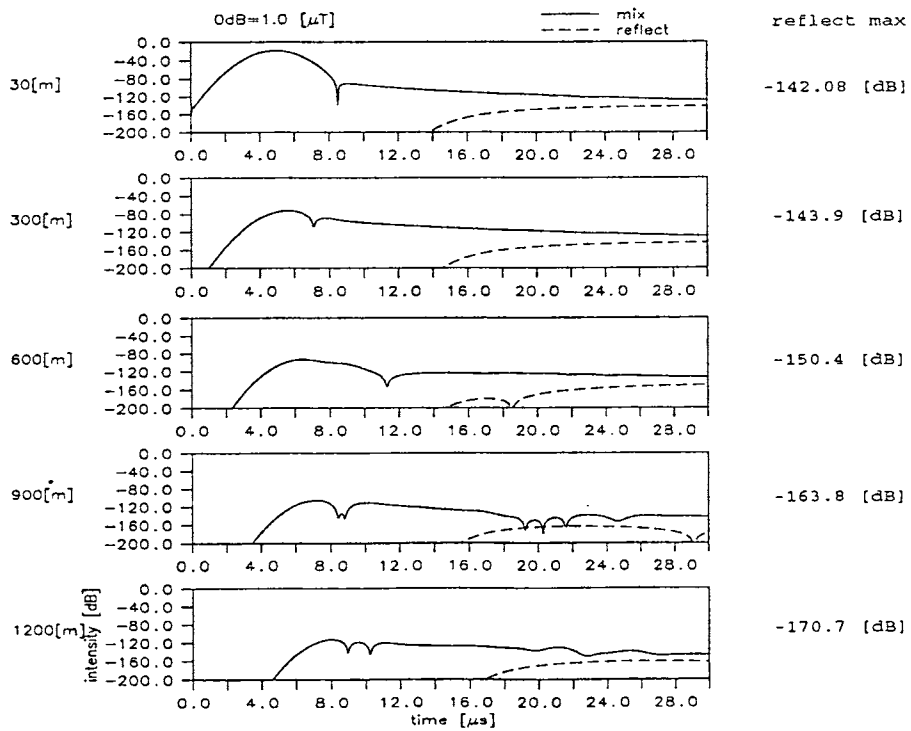 0dB=1.0 [μT]
mix
reflect
reflect max
30[m]
0.0
-40.0
-80.0
-120.0
-160.0
-200.0
0.0 4.0 8.0 12.0 16.0 20.0 24.0 28.0
-142.08 [dB]
300[m]
0.0
-40.0
-80.0
-120.0
-160.0
-200.0
0.0 4.0 8.0 12.0 16.0 20.0 24.0 28.0
-143.9 [dB]
600[m]
0.0
-40.0
-80.0
-120.0
-160.0
-200.0
0.0 4.0 8.0 12.0 16.0 20.0 24.0 28.0
-150.4 [dB]
900[m]
0.0
-40.0
-80.0
-120.0
-160.0
-200.0
0.0 4.0 8.0 12.0 16.0 20.0 24.0 28.0
-163.8 [dB]
1200[m]
intensity [dB]
0.0
-40.0
-80.0
-120.0
-160.0
-200.0
0.0 4.0 8.0 12.0 16.0 20.0 24.0 28.0
time [μs]
-170.7 [dB]